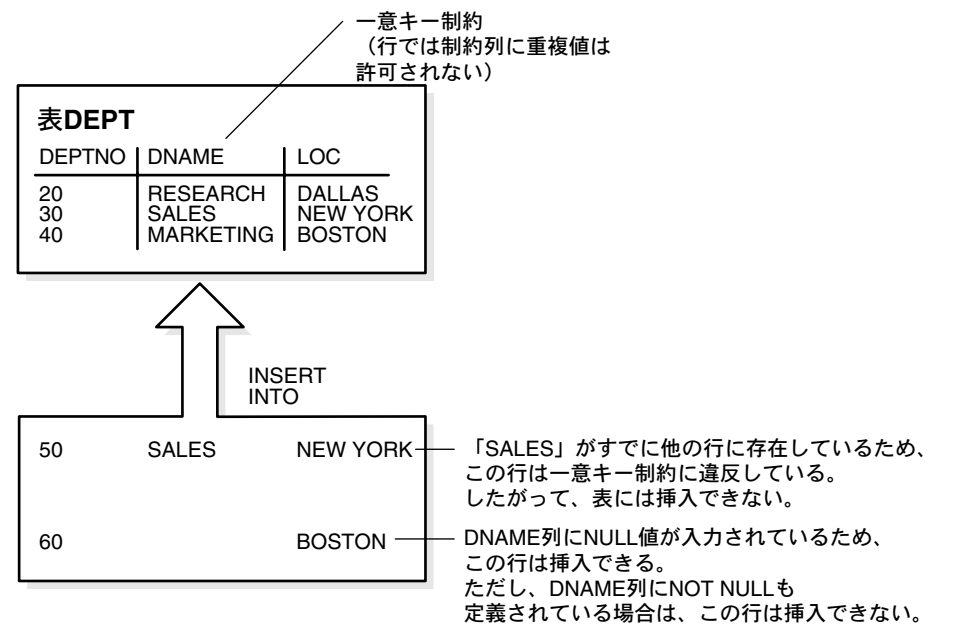 一意キー制約
（行では制約列に重複値は
許可されない）
表DEPT
DEPTNO DNAME LOC
20 RESEARCH DALLAS
30 SALES NEW YORK
40 MARKETING BOSTON
INSERT
INTO
50 SALES NEW YORK
「SALES」がすでに他の行に存在しているため、
この行は一意キー制約に違反している。
したがって、表には挿入できない。
60 BOSTON
DNAME列にNULL値が入力されているため、
この行は挿入できる。
ただし、DNAME列にNOT NULLも
定義されている場合は、この行は挿入できない。